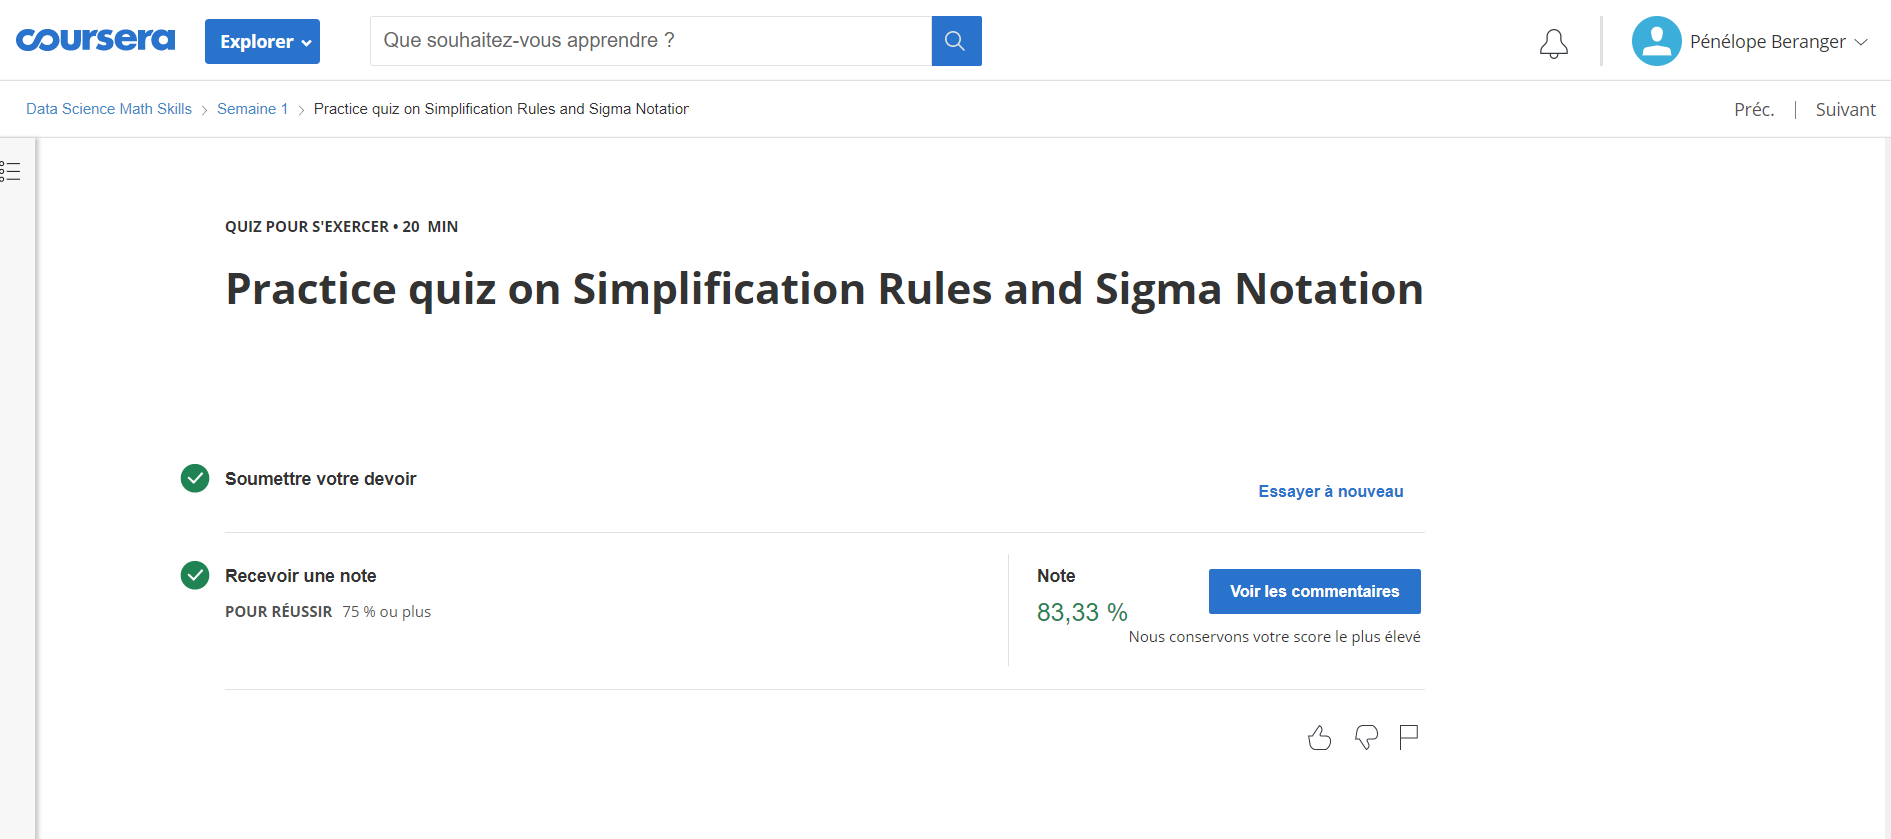 coursera
Explorer
Que souhaitez-vous apprendre ?
Pénélope Beranger
Data Science Math Skills
Semaine 1
Practice quiz on Simplification Rules and Sigma Notation
Préc.
Suivant
QUIZ POUR S'EXERCER • 20 MIN
Practice quiz on Simplification Rules and Sigma Notation
Soumettre votre devoir
Essayer à nouveau
Recevoir une note
POUR RÉUSSIR 75 % ou plus
Note
83,33 %
Voir les commentaires
Nous conservons votre score le plus élevé